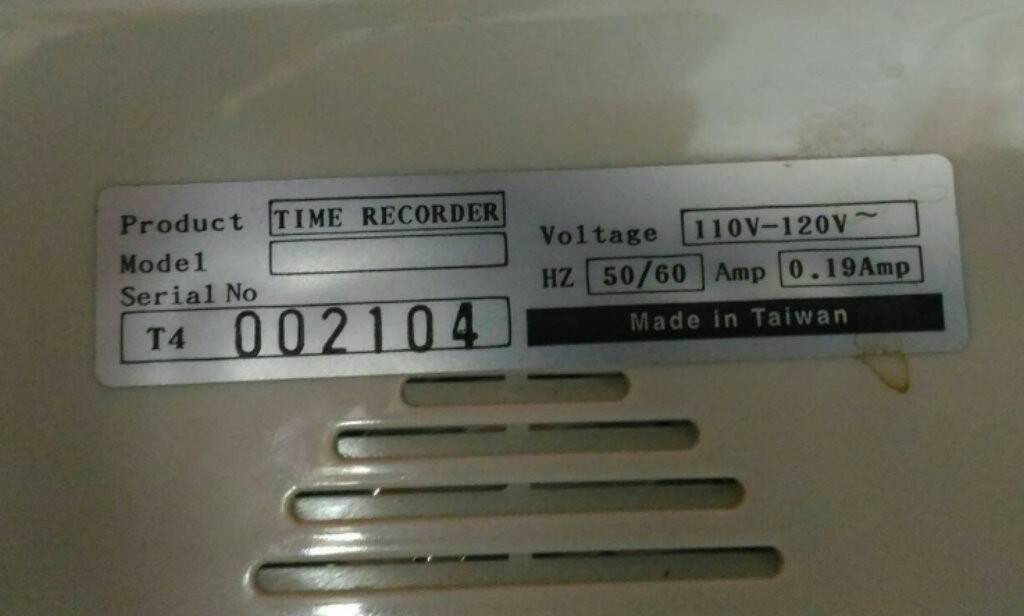 Product TIME RECORDER
Model
Serial No
T4 002104
Voltage 110V-120V~
HZ 50/60 Amp 0.19Amp
Made in Taiwan